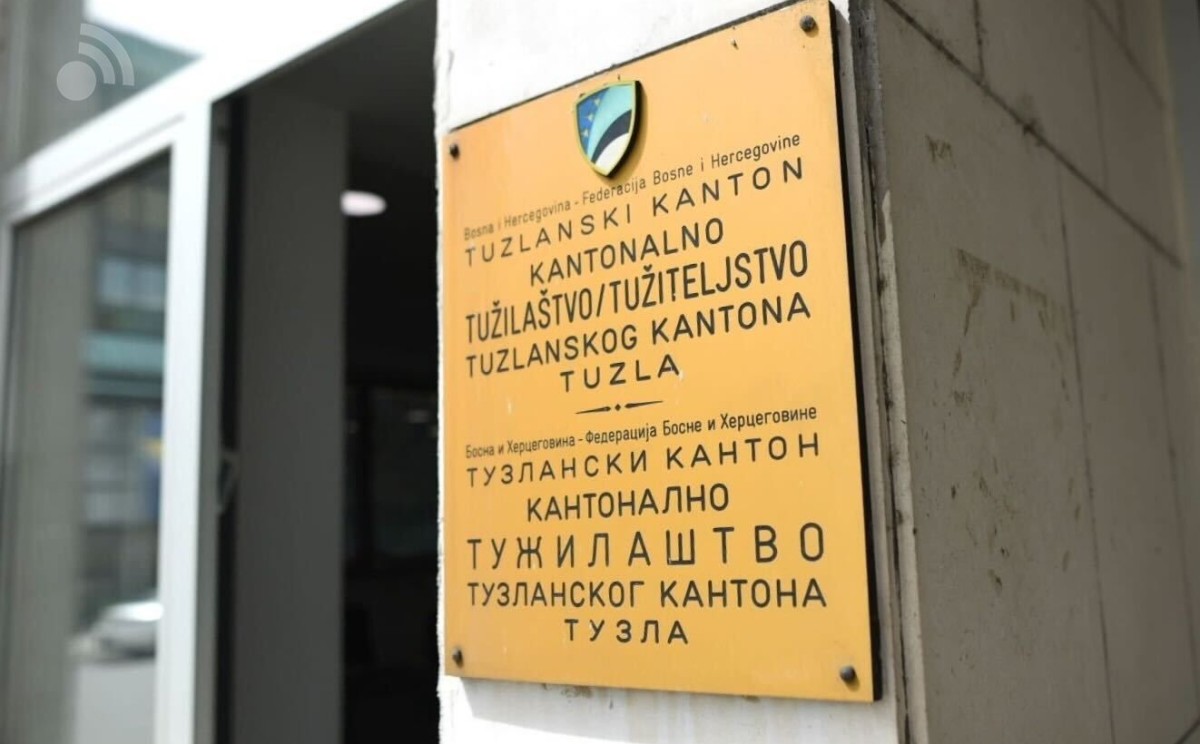 Bosna i Hercegovina - Federacija Bosne i Hercegovine
TUZLANSKI KANTON
KANTONALNO
TUŽILAŠTVO/TUŽITELJSTVO
TUZLANSKOG KANTONA
TUZLA
Босна и Херцеговина - Федерација Босне и Херцеговине
ТУЗЛАНСКИ КАНТОН
КАНТОНАЛНО
ТУЖИЛАШТВО
ТУЗЛАНСКОГ КАНТОНА
ТУЗЛА